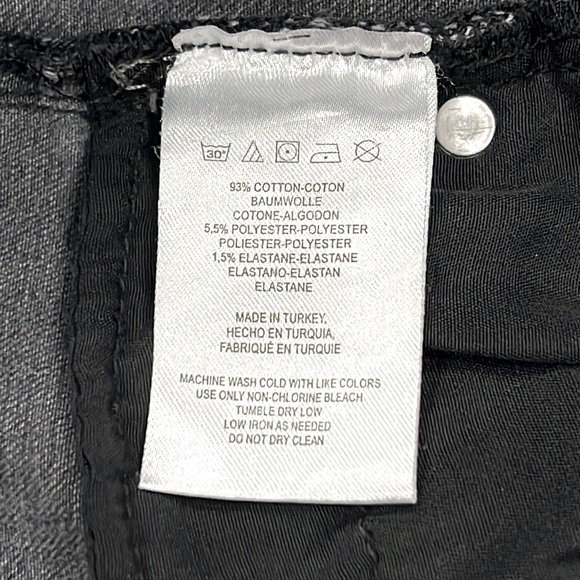 30°
93% COTTON-COTON
BAUMWOLLE
COTONE-ALGODON
5,5% POLYESTER-POLYESTER
POLIESTER-POLYESTER
1,5% ELASTANE-ELASTANE
ELASTANO-ELASTAN
ELASTANE
MADE IN TURKEY,
HECHO EN TURQUIA,
FABRIQUÉ EN TURQUIE
MACHINE WASH COLD WITH LIKE COLORS
USE ONLY NON-CHLORINE BLEACH
TUMBLE DRY LOW
LOW IRON AS NEEDED
DO NOT DRY CLEAN